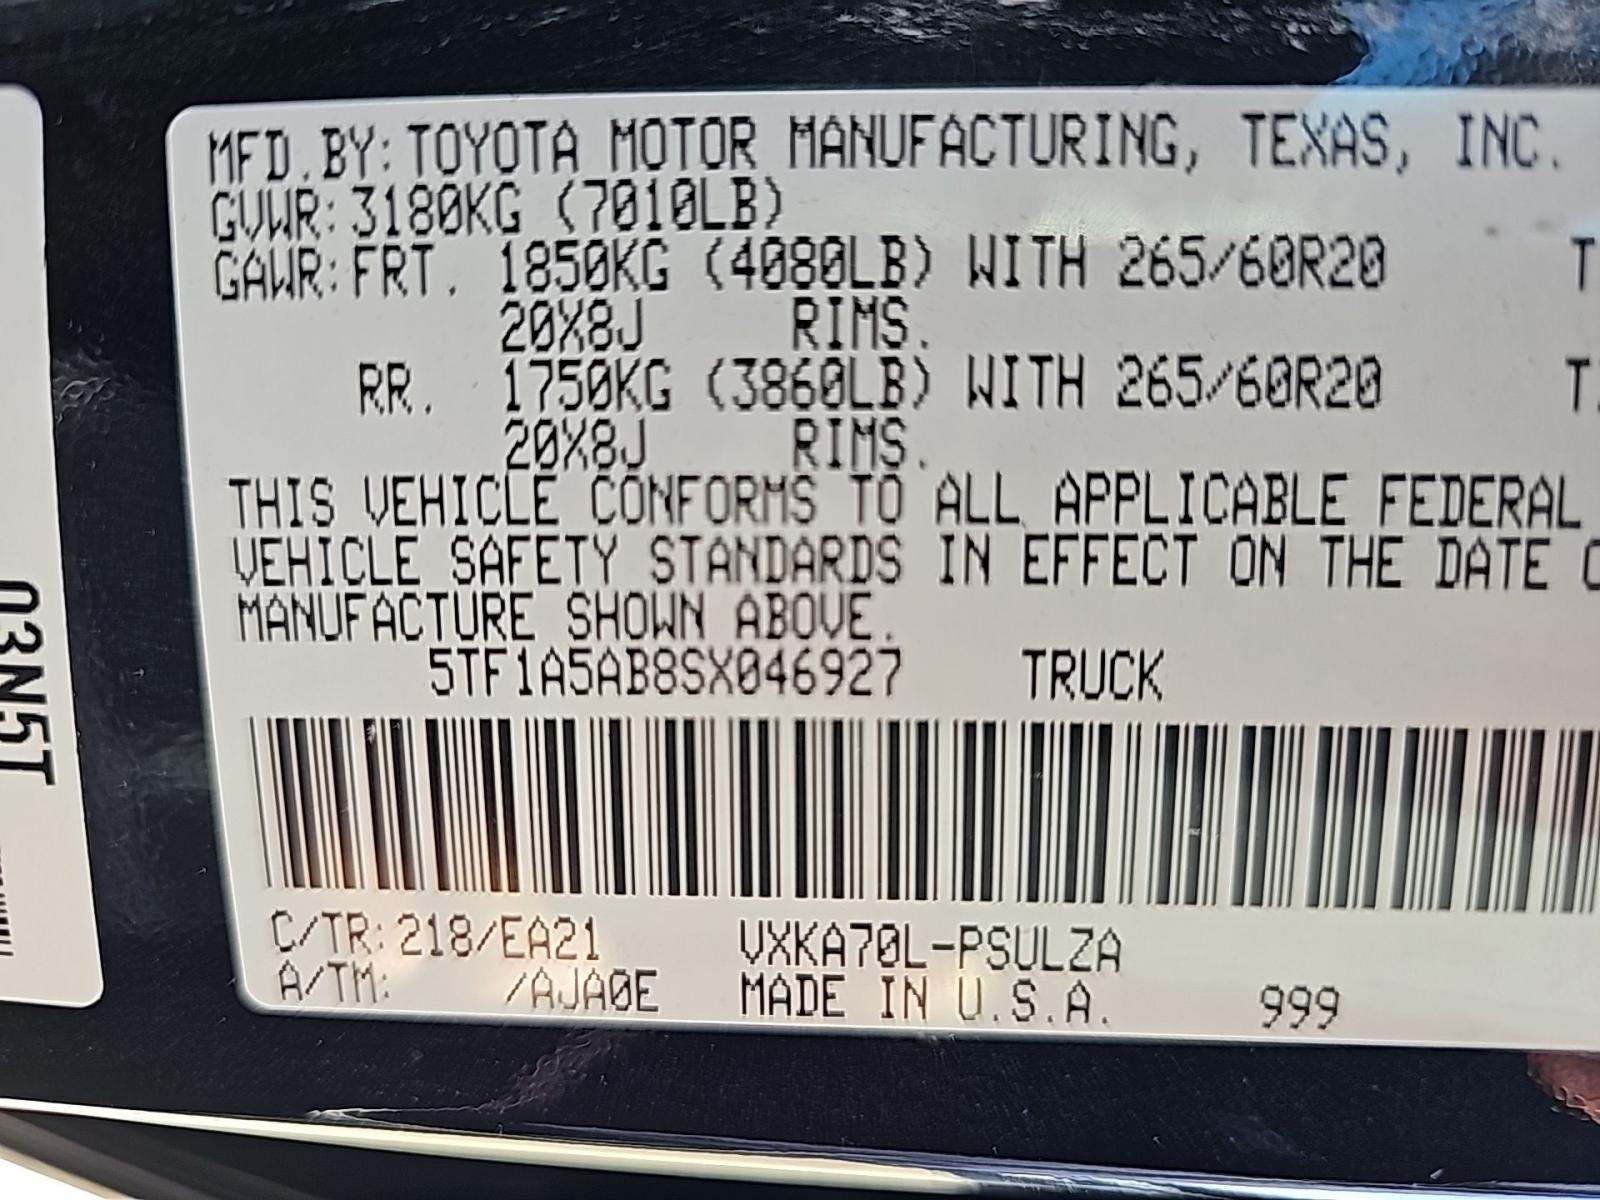 MFD.BY: TOYOTA MOTOR MANUFACTURING, TEXAS, INC.
GVWR: 3180KG (7010LB)
GAWR: FRT. 1850KG (4080LB) WITH 265/60R20
20X8J RIMS.
RR. 1750KG (3860LB) WITH 265/60R20
20X8J RIMS.
THIS VEHICLE CONFORMS TO ALL APPLICABLE FEDERAL
VEHICLE SAFETY STANDARDS IN EFFECT ON THE DATE
MANUFACTURE SHOWN ABOVE.
5TF1A5AB8SX046927 TRUCK
C/TR: 218/EA21 VXKA70L-PSULZA
A/TM: /AJA0E MADE IN U.S.A. 999
03N5T